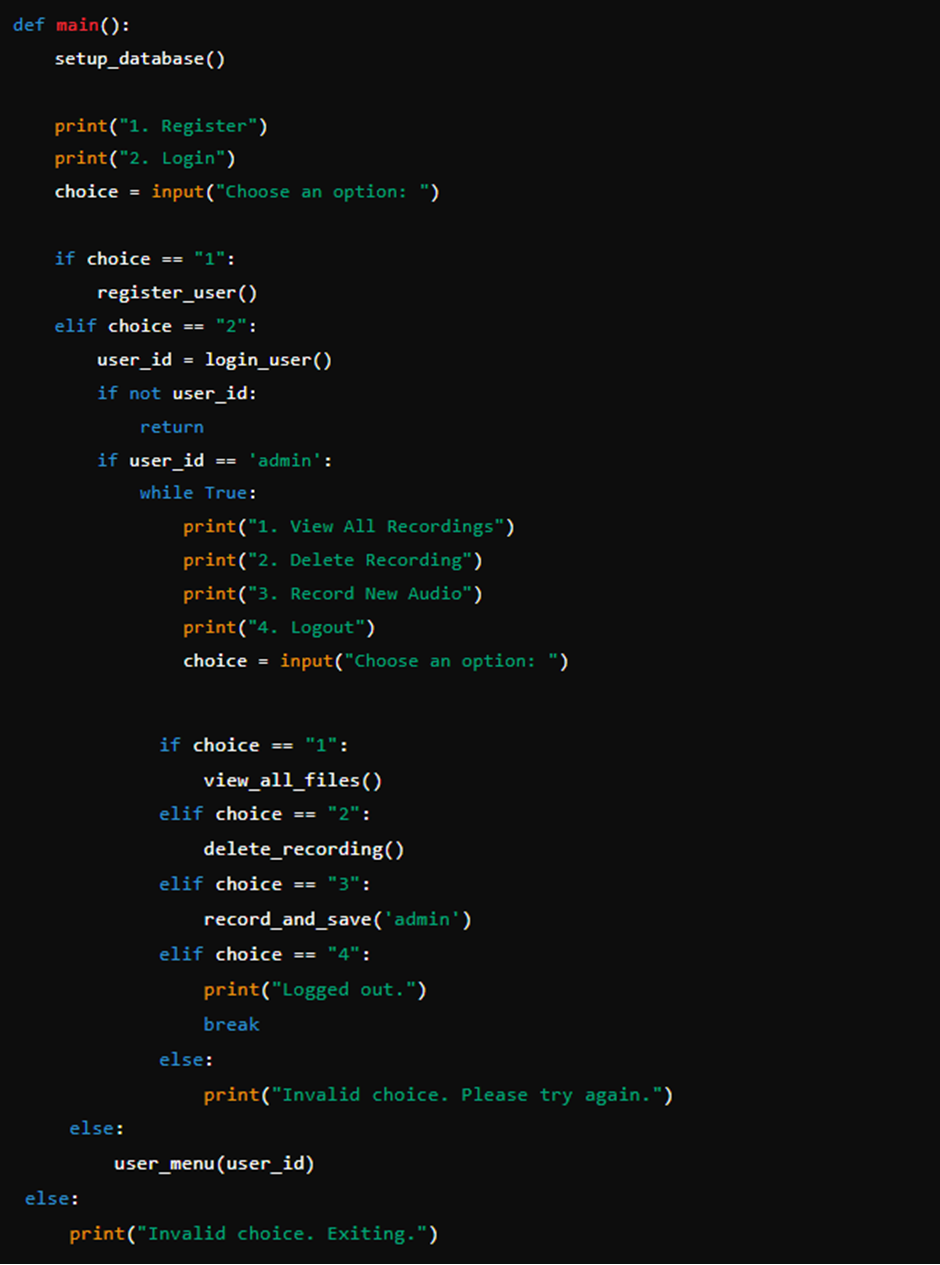 def main():
    setup_database()

    print("1. Register")
    print("2. Login")
    choice = input("Choose an option: ")

    if choice == "1":
        register_user()
    elif choice == "2":
        user_id = login_user()
        if not user_id:
            return
        if user_id == 'admin':
            while True:
                print("1. View All Recordings")
                print("2. Delete Recording")
                print("3. Record New Audio")
                print("4. Logout")
                choice = input("Choose an option: ")

              if choice == "1":
                  view_all_files()
              elif choice == "2":
                  delete_recording()
              elif choice == "3":
                  record_and_save('admin')
              elif choice == "4":
                  print("Logged out.")
                  break
              else:
                  print("Invalid choice. Please try again.")
      else:
          user_menu(user_id)
  else:
      print("Invalid choice. Exiting.")